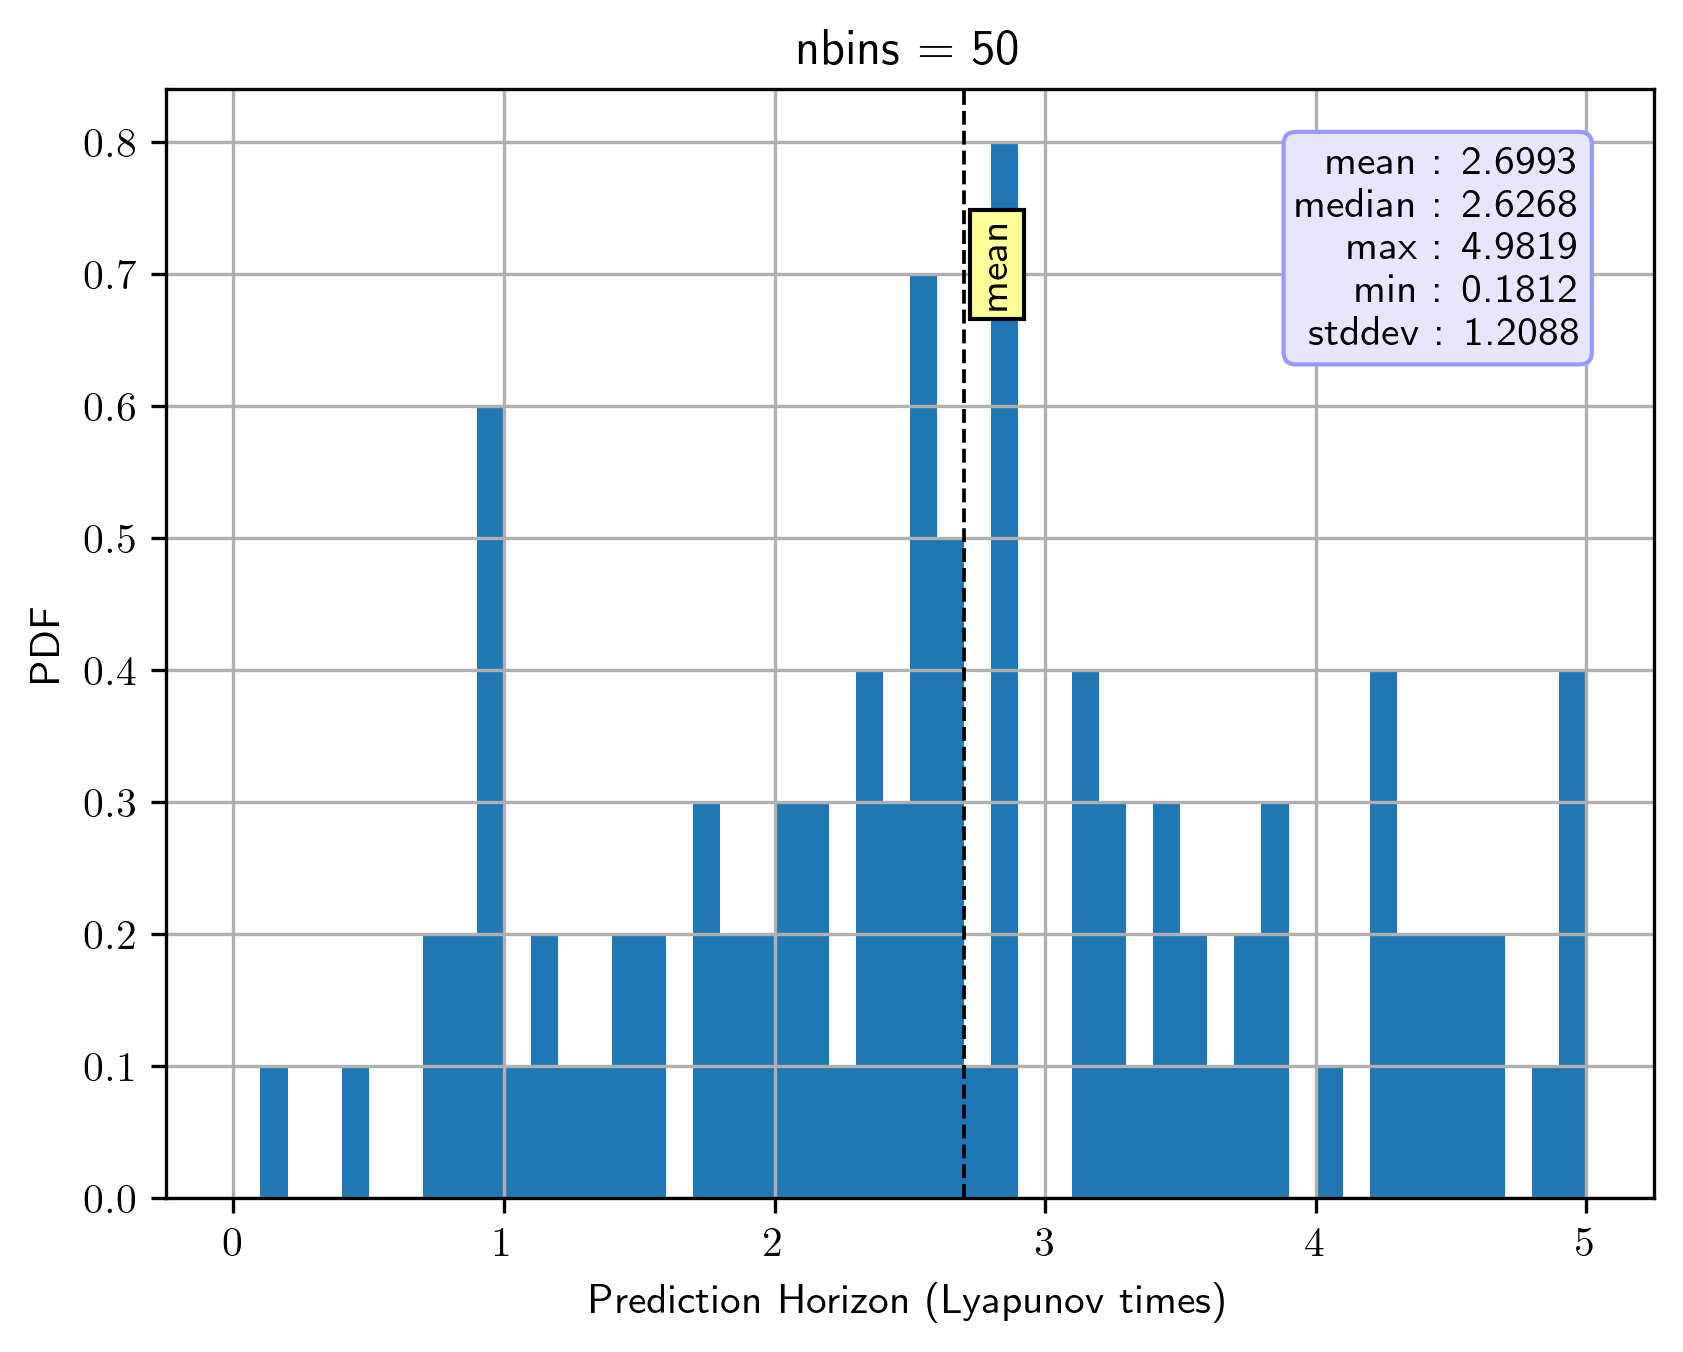 nbins = 50
0.8
0.7
0.6
0.5
0.4
0.3
0.2
0.1
0.0
PDF
mean
mean : 2.6993
median : 2.6268
max : 4.9819
min : 0.1812
stddev : 1.2088
0 1 2 3 4 5
Prediction Horizon (Lyapunov times)